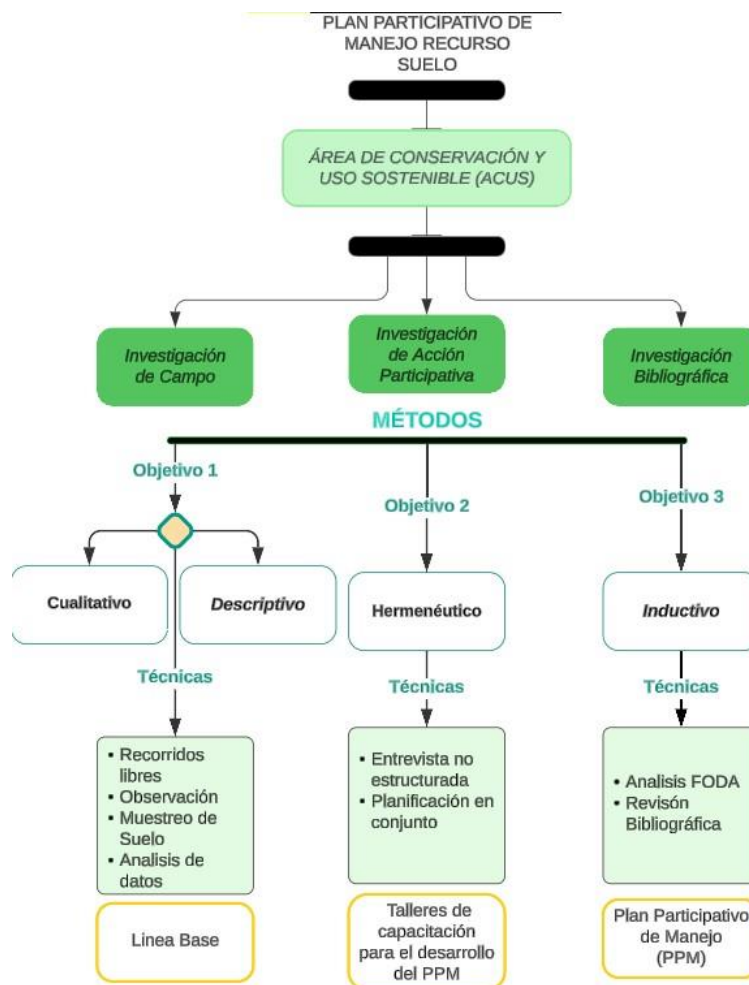 PLAN PARTICIPATIVO DE
MANEJO RECURSO
SUELO
ÁREA DE CONSERVACIÓN Y
USO SOSTENIBLE (ACUS)
Investigación
de Campo
Investigación
de Acción
Participativa
Investigación
Bibliográfica
MÉTODOS
Objetivo 1
Objetivo 2
Objetivo 3
Cualitativo
Descriptivo
Hermenéutico
Inductivo
Técnicas
Técnicas
Técnicas
▪ Recorridos
libres
▪ Observación
▪ Muestreo de
Suelo
▪ Analisis de
datos
▪ Entrevista no
estructurada
▪ Planificación en
conjunto
▪ Analisis FODA
▪ Revisón
Bibliográfica
Linea Base
Talleres de
capacitación
para el desarrollo
del PPM
Plan Participativo
de Manejo
(PPM)